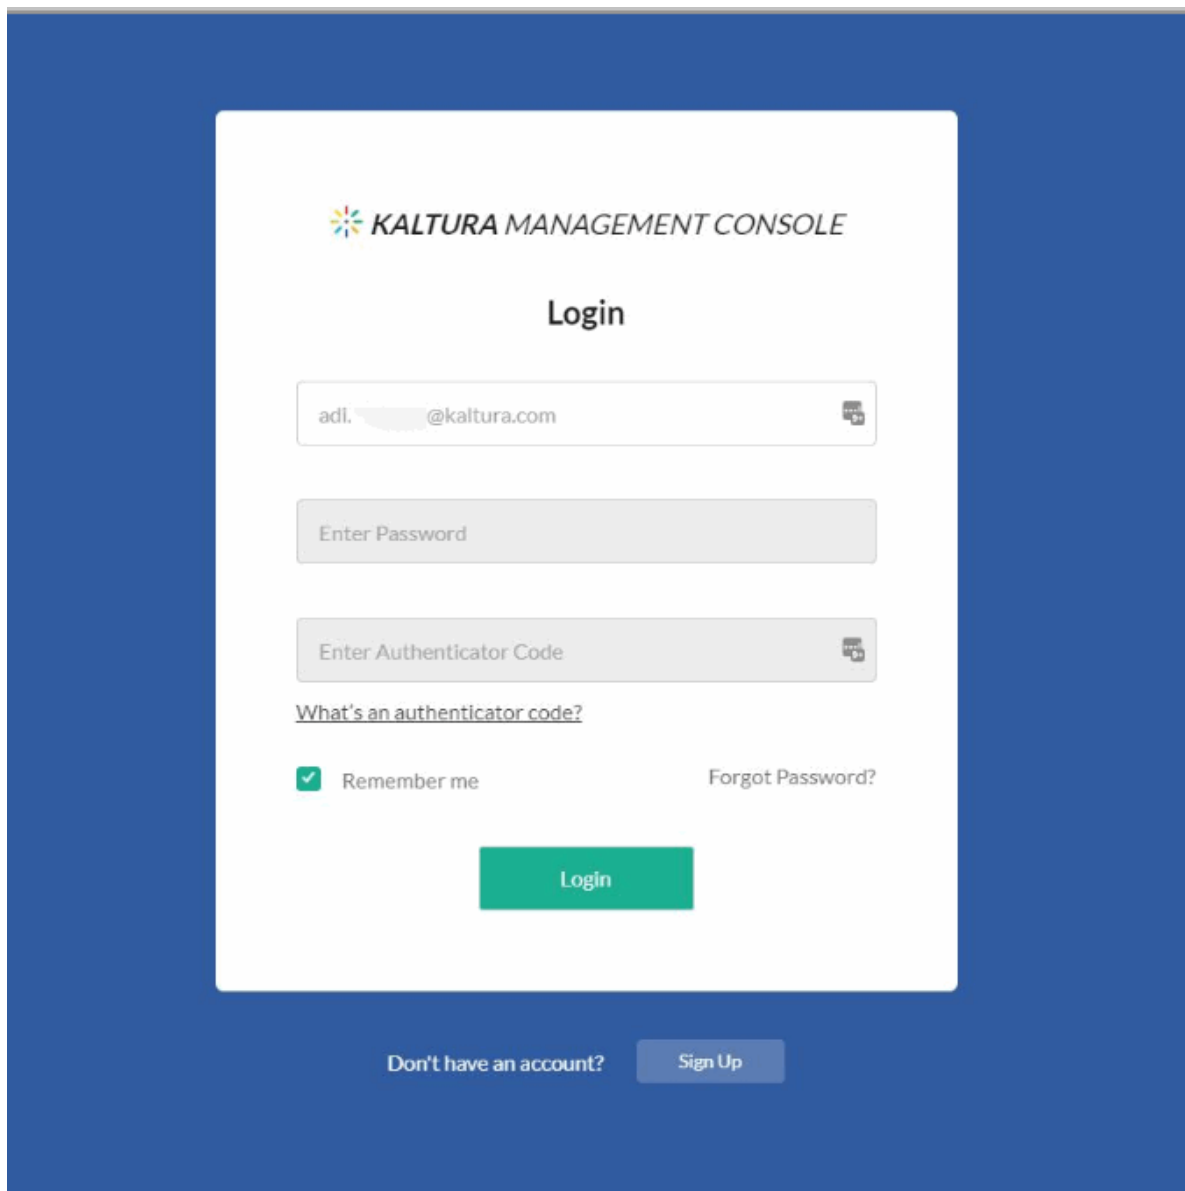 KALTURA MANAGEMENT CONSOLE
Login
adi. @kaltura.com
Enter Password
Enter Authenticator Code
What's an authenticator code?
Remember me
Forgot Password?
Login
Don't have an account?
Sign Up